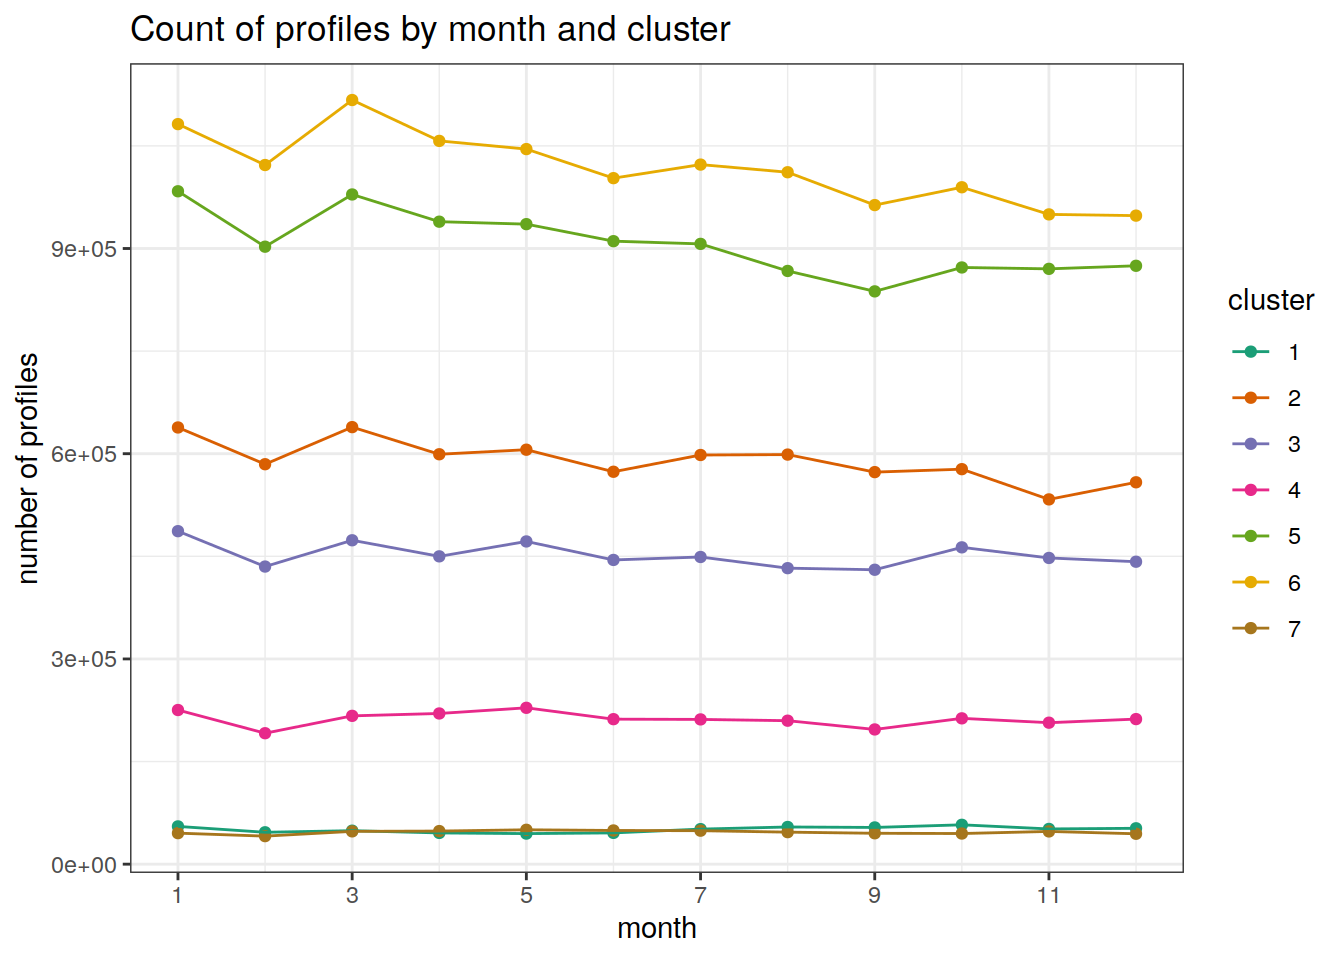 Count of profiles by month and cluster
number of profiles
9e+05
6e+05
3e+05
0e+00
1 3 5 7 9 11
month
cluster
1
2
3
4
5
6
7